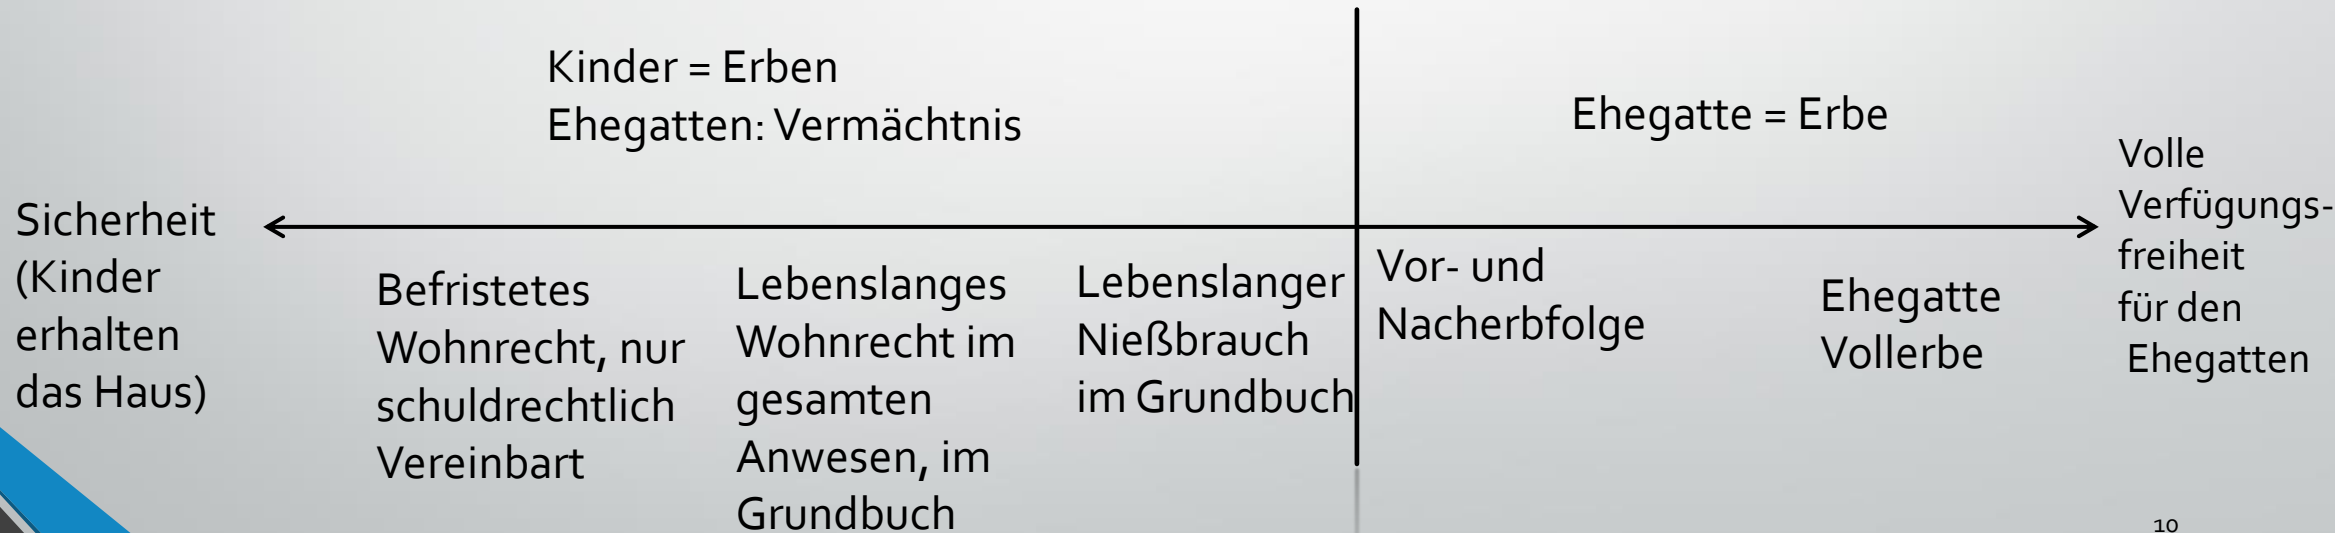 Kinder = Erben
Ehegatten: Vermächtnis
Ehegatte = Erbe
Sicherheit
(Kinder
erhalten
das Haus)
Befristetes
Wohnrecht, nur
schuldrechtlich
Vereinbart
Lebenslanges
Wohnrecht im
gesamten
Anwesen, im
Grundbuch
Lebenslanger
Nießbrauch
im Grundbuch
Vor- und
Nacherbfolge
Ehegatte
Vollerbe
Volle
Verfügungs-
freiheit
für den
Ehegatten
10